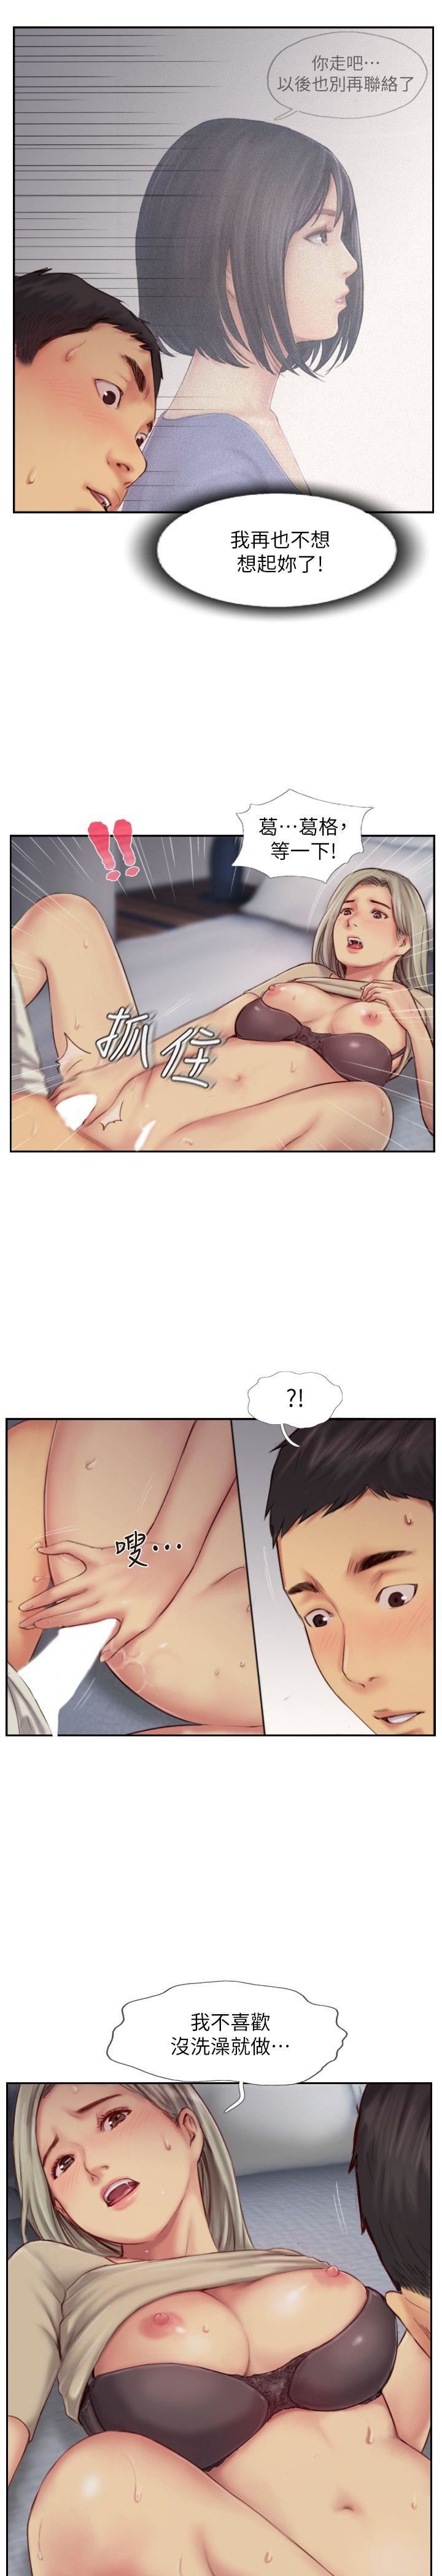 你走吧⋯
以後也別再聯絡了
我再也不想
想起妳了!
!!
葛⋯葛格，
等一下!
抓住
?!
嗖⋯
我不喜歡
沒洗澡就做⋯